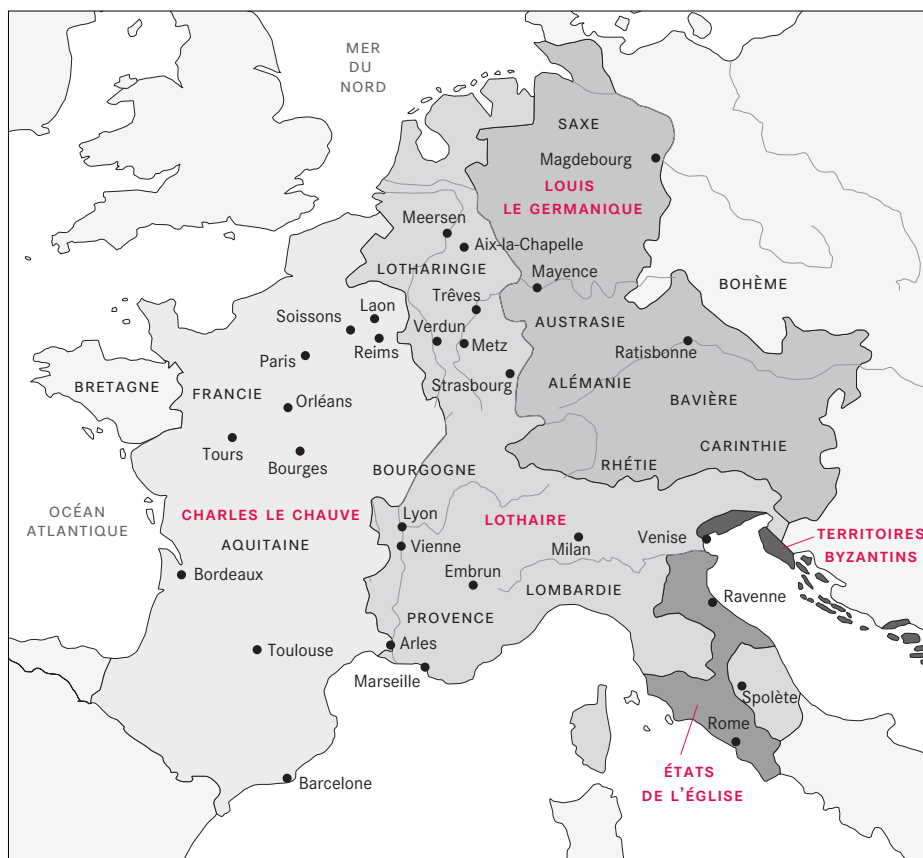 MER
DU
NORD
SAXE
Magdebourg
LOUIS
LE GERMANIQUE
Meersen
Aix-la-Chapelle
LOTHARINGIE
Mayence
BOHÈME
Trêves
Laon
Soissons
Verdun
AUSTRASIE
Reims
Metz
Ratisbonne
Paris
Strasbourg
ALÉMANIE
BRETAGNE
FRANCIE
BAVIÈRE
Orléans
Tours
Bourges
CARINTHIE
BOURGOGNE
RHÉTIE
OCÉAN
ATLANTIQUE
CHARLES LE CHAUVE
Lyon
LOTHAIRE
AQUITAINE
Vienne
Milan
Venise
TERRITOIRES
BYZANTINS
Bordeaux
Embrun
LOMBARDIE
Ravenne
PROVENCE
Toulouse
Arles
Marseille
Spolète
Rome
Barcelone
ÉTATS
DE L'ÉGLISE